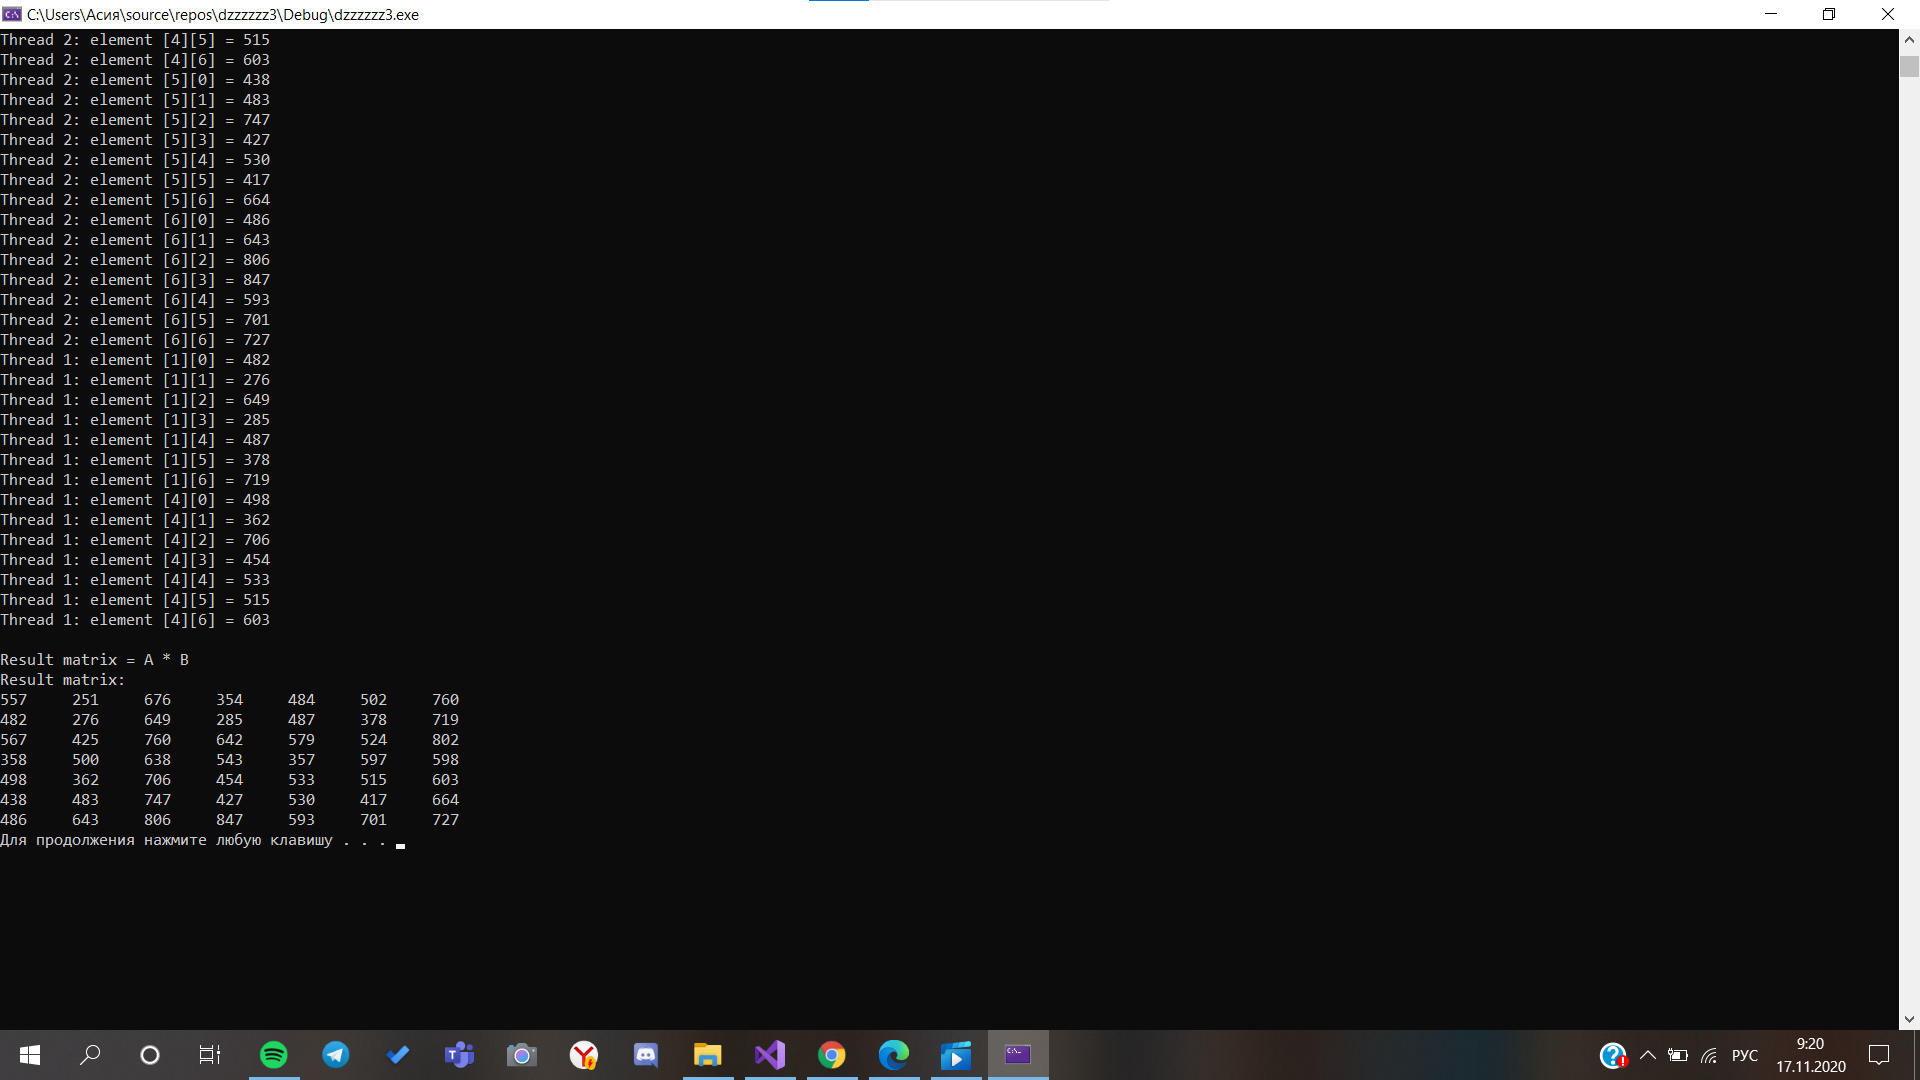 C:\Users\Асия\source\repos\dzzzzzz3\Debug\dzzzzzz3.exe
Thread 2: element [4][5] = 515
Thread 2: element [4][6] = 603
Thread 2: element [5][0] = 438
Thread 2: element [5][1] = 483
Thread 2: element [5][2] = 747
Thread 2: element [5][3] = 427
Thread 2: element [5][4] = 530
Thread 2: element [5][5] = 417
Thread 2: element [5][6] = 664
Thread 2: element [6][0] = 486
Thread 2: element [6][1] = 643
Thread 2: element [6][2] = 806
Thread 2: element [6][3] = 847
Thread 2: element [6][4] = 593
Thread 2: element [6][5] = 701
Thread 2: element [6][6] = 727
Thread 1: element [1][0] = 482
Thread 1: element [1][1] = 276
Thread 1: element [1][2] = 649
Thread 1: element [1][3] = 285
Thread 1: element [1][4] = 487
Thread 1: element [1][5] = 378
Thread 1: element [1][6] = 719
Thread 1: element [4][0] = 498
Thread 1: element [4][1] = 362
Thread 1: element [4][2] = 706
Thread 1: element [4][3] = 454
Thread 1: element [4][4] = 533
Thread 1: element [4][5] = 515
Thread 1: element [4][6] = 603
Result matrix = A * B
Result matrix:
557 251 676 354 484 502 760
482 276 649 285 487 378 719
567 425 760 642 579 524 802
358 500 638 543 357 597 598
498 362 706 454 533 515 603
438 483 747 427 530 417 664
486 643 806 847 593 701 727
Для продолжения нажмите любую клавишу . . .
РУС
9:20
17.11.2020